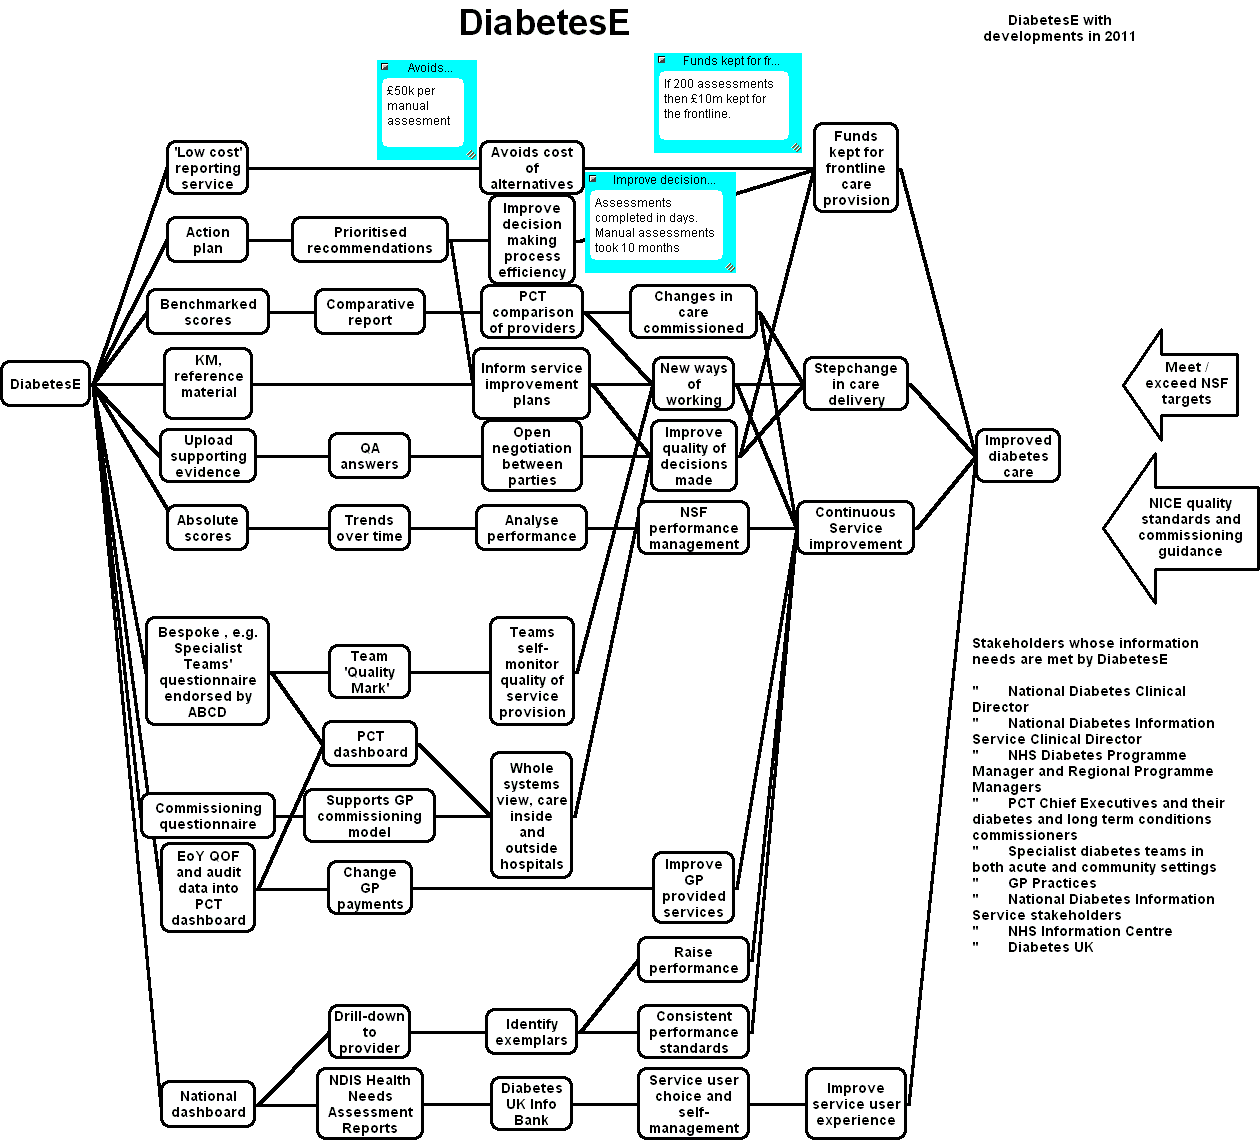 DiabetesE
DiabetesE with
developments in 2011
Avoids...
£50k per
manual
assesment
Funds kept for fr...
If 200 assessments
then £10m kept for
the frontline.
'Low cost'
reporting
service
Avoids cost
of
alternatives
Funds
kept for
frontline
care
provision
Improve decision...
Assessments
completed in days.
Manual assessments
took 10 months
Action
plan
Prioritised
recommendations
Improve
decision
making
process
efficiency
Benchmarked
scores
Comparative
report
PCT
comparison
of providers
Changes in
care
commissioned
DiabetesE
KM,
reference
material
Inform service
improvement
plans
New ways
of
working
Stepchange
in care
delivery
Meet /
exceed NSF
targets
Upload
supporting
evidence
QA
answers
Open
negotiation
between
parties
Improve
quality of
decisions
made
Improved
diabetes
care
Absolute
scores
Trends
over time
Analyse
performance
NSF
performance
management
Continuous
Service
improvement
NICE quality
standards and
commissioning
guidance
Bespoke , e.g.
Specialist
Teams'
questionnaire
endorsed by
ABCD
Team
'Quality
Mark'
Teams
self-
monitor
quality of
service
provision
PCT
dashboard
Commissioning
questionnaire
Supports GP
commissioning
model
Whole
systems
view, care
inside
and
outside
hospitals
EoY QOF
and audit
data into
PCT
dashboard
Change
GP
payments
Improve
GP
provided
services
Raise
performance
Drill-down
to
provider
Identify
exemplars
Consistent
performance
standards
National
dashboard
NDIS Health
Needs
Assessment
Reports
Diabetes
UK Info
Bank
Service user
choice and
self-
management
Improve
service user
experience
Stakeholders whose information
needs are met by DiabetesE
" National Diabetes Clinical
Director
" National Diabetes Information
Service Clinical Director
" NHS Diabetes Programme
Manager and Regional Programme
Managers
" PCT Chief Executives and their
diabetes and long term conditions
commissioners
" Specialist diabetes teams in
both acute and community settings
" GP Practices
" National Diabetes Information
Service stakeholders
" NHS Information Centre
" Diabetes UK